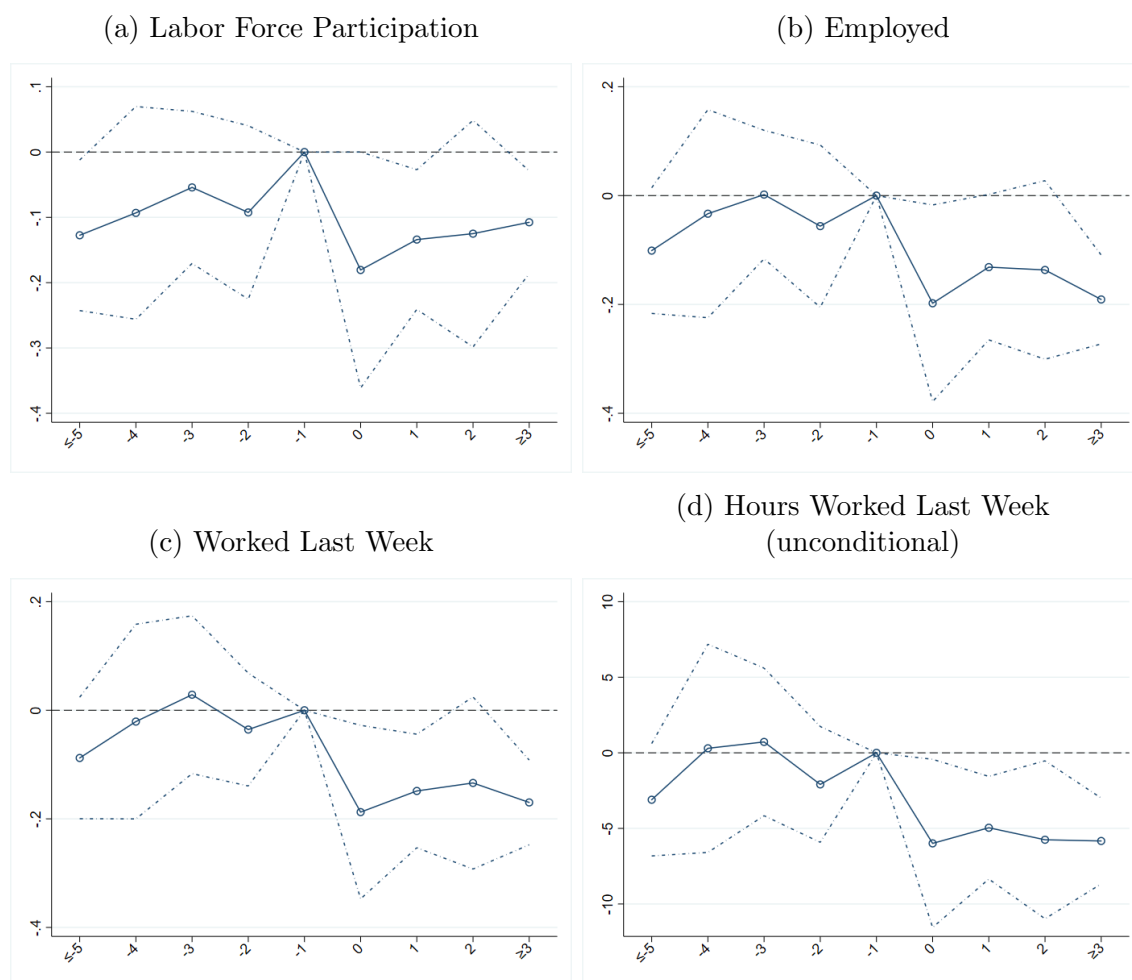 (a) Labor Force Participation
.1
0
-.1
-.2
-.3
-.4
≤-5 -4 -3 -2 -1 0 1 2 ≥3
(b) Employed
.2
0
-.2
-.4
≤-5 -4 -3 -2 -1 0 1 2 ≥3
(c) Worked Last Week
.2
0
-.2
-.4
≤-5 -4 -3 -2 -1 0 1 2 ≥3
(d) Hours Worked Last Week
(unconditional)
10
5
0
-5
-10
≤-5 -4 -3 -2 -1 0 1 2 ≥3